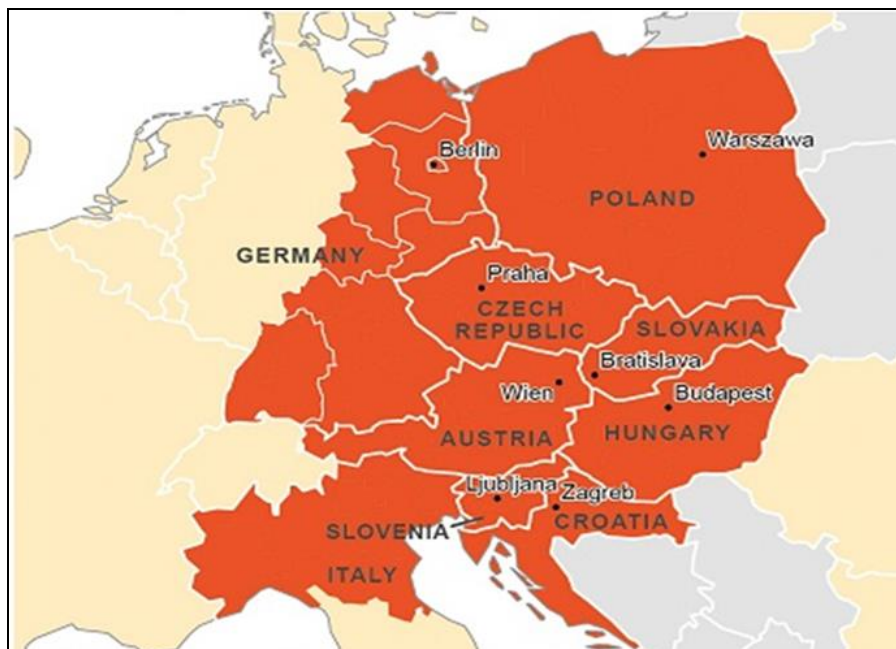 Berlin
Warszawa
POLAND
GERMANY
Praha
CZECH
REPUBLIC
SLOVAKIA
Bratislava
Wien
Budapest
AUSTRIA
HUNGARY
Ljubljana
Zagreb
CROATIA
SLOVENIA
ITALY